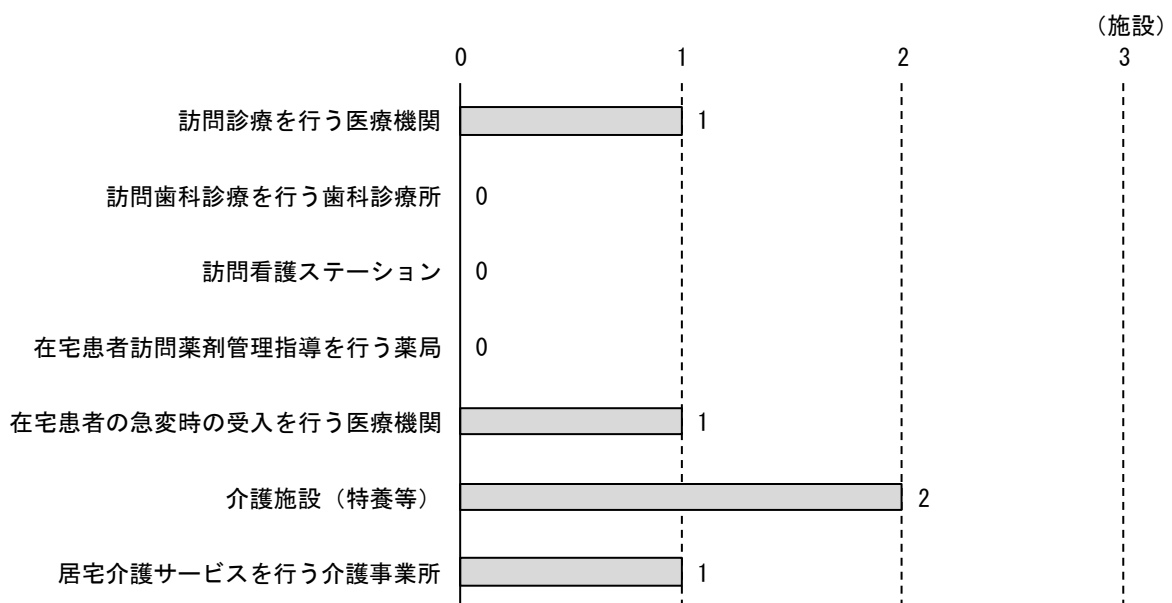 （施設）
0 1 2 3
訪問診療を行う医療機関 1
訪問歯科診療を行う歯科診療所 0
訪問看護ステーション 0
在宅患者訪問薬剤管理指導を行う薬局 0
在宅患者の急変時の受入を行う医療機関 1
介護施設（特養等） 2
居宅介護サービスを行う介護事業所 1